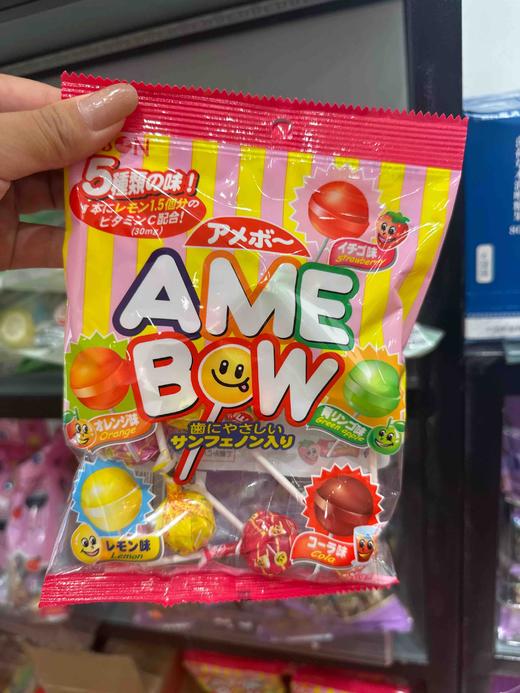 BON
5種類の味!
1本にレモン1.5個分の
ビタミンC配合!
(30mg)
アメボ〜
AME
BOW
イチゴ味
Strawberry
オレンジ味
Orange
青リンゴ味
Green apple
歯にやさしい
サンフェノン入り
レモン味
Lemon
コーラ味
Cola